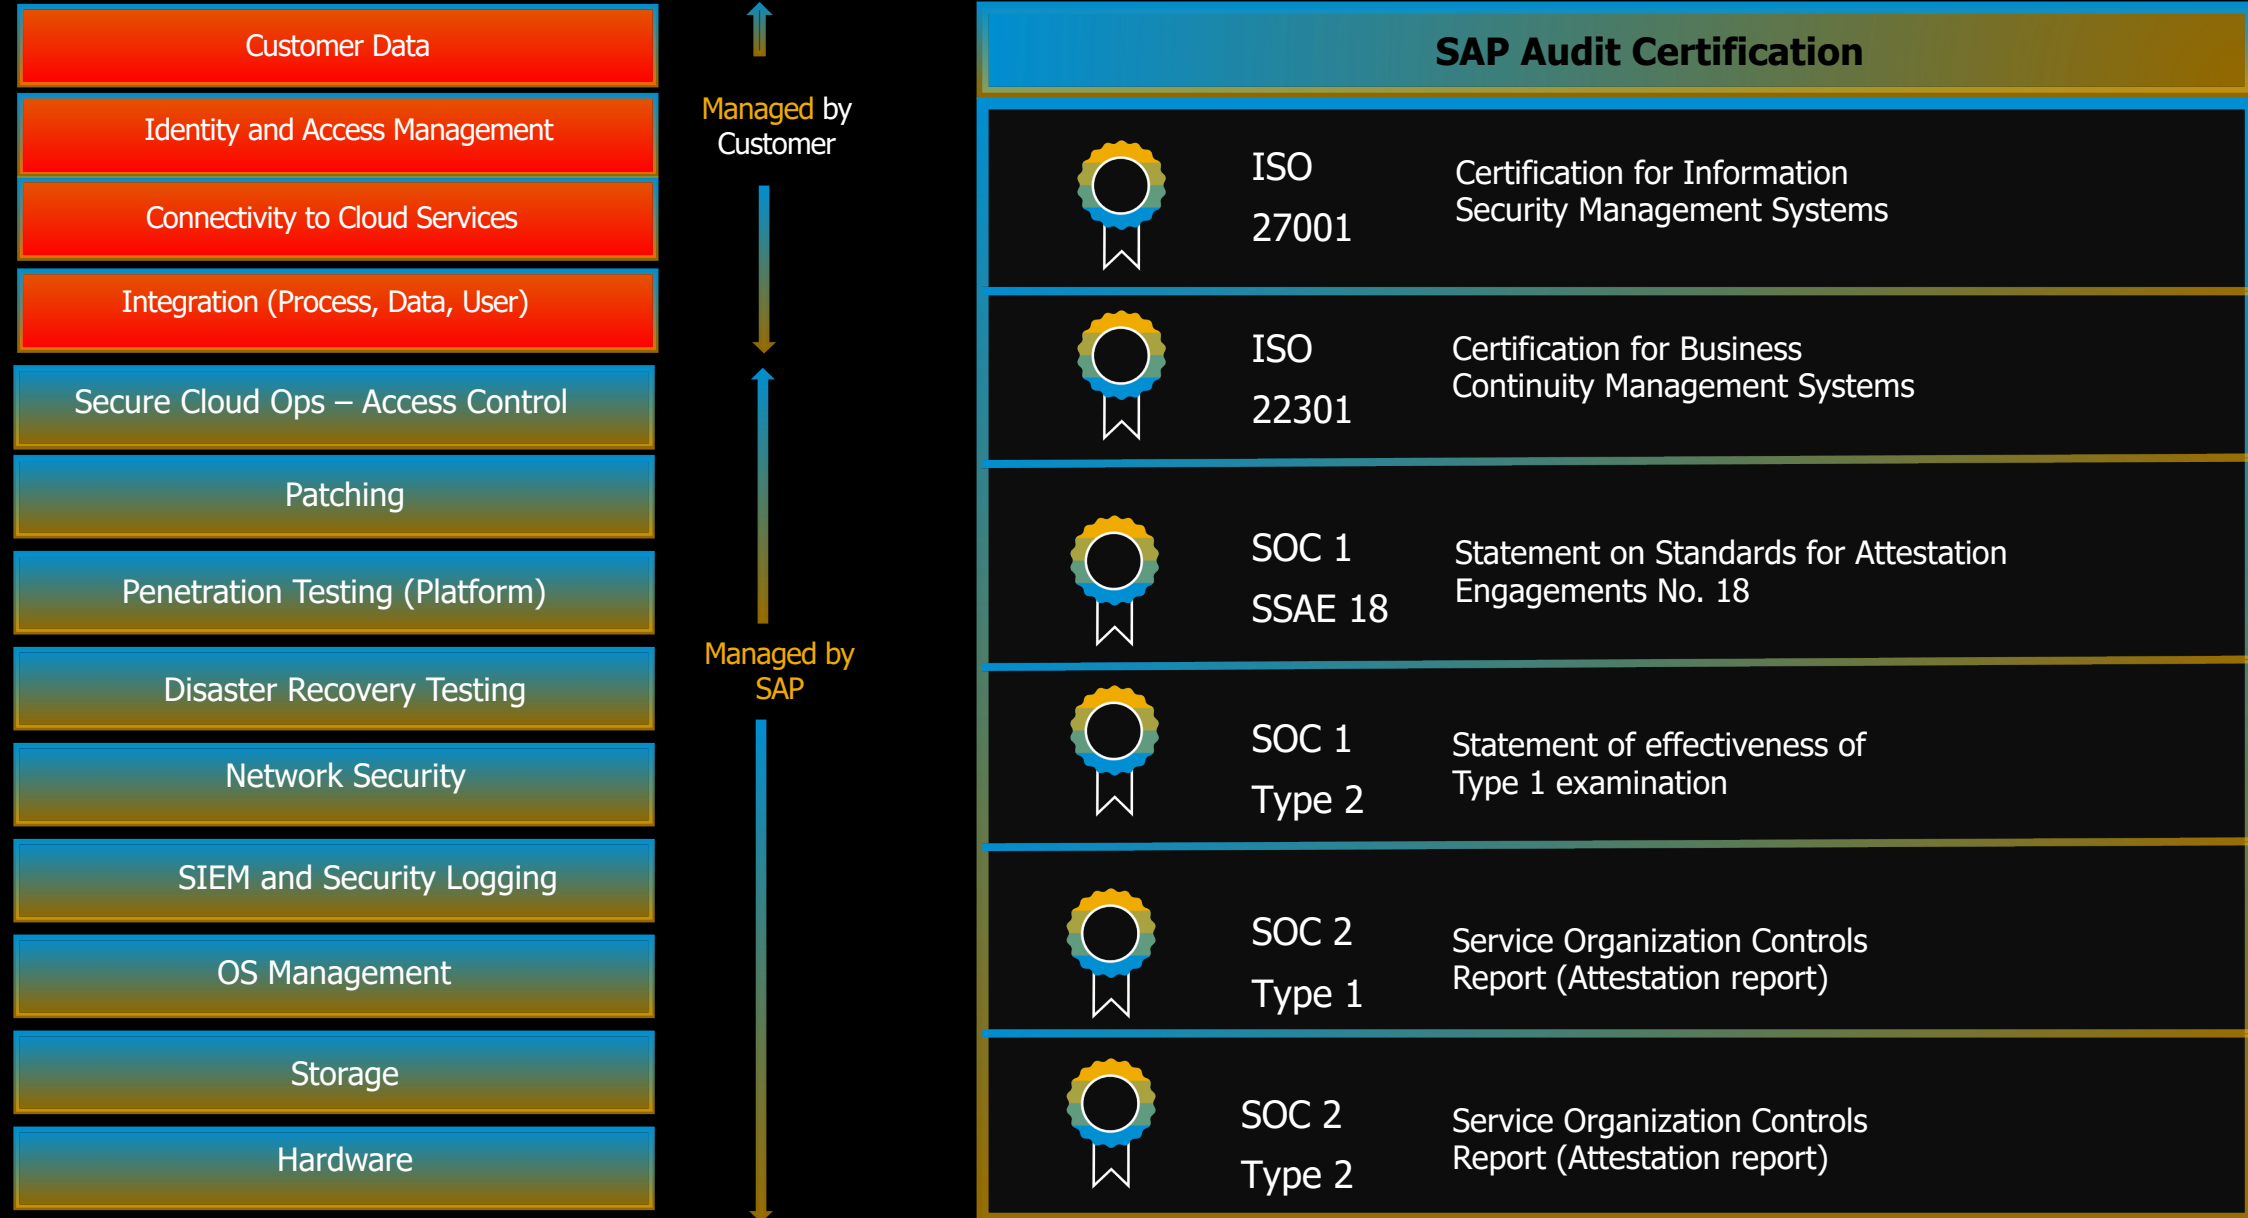 Customer Data
Identity and Access Management
Connectivity to Cloud Services
Integration (Process, Data, User)
Secure Cloud Ops – Access Control
Patching
Penetration Testing (Platform)
Disaster Recovery Testing
Network Security
SIEM and Security Logging
OS Management
Storage
Hardware
Managed by
Customer
Managed by
SAP
SAP Audit Certification
ISO
27001
Certification for Information
Security Management Systems
ISO
22301
Certification for Business
Continuity Management Systems
SOC 1
SSAE 18
Statement on Standards for Attestation
Engagements No. 18
SOC 1
Type 2
Statement of effectiveness of
Type 1 examination
SOC 2
Type 1
Service Organization Controls
Report (Attestation report)
SOC 2
Type 2
Service Organization Controls
Report (Attestation report)